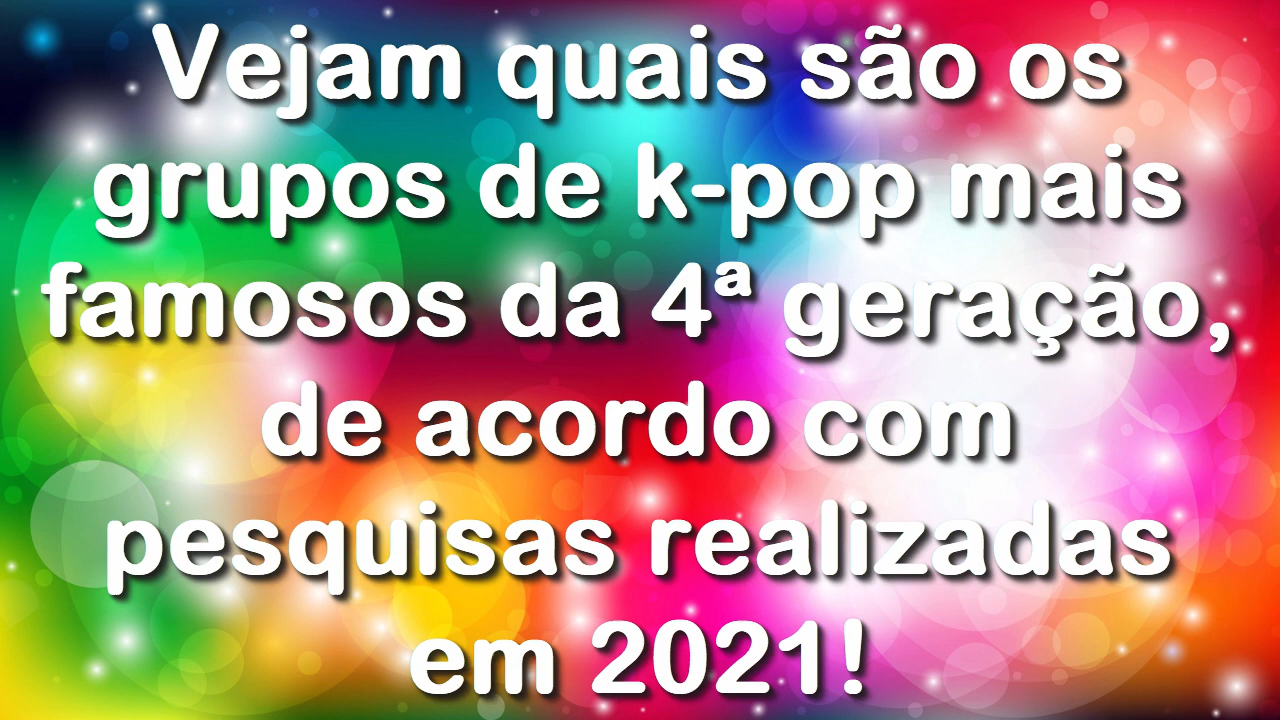 Vejam quais são os
grupos de k-pop mais
famosos da 4ª geração,
de acordo com
pesquisas realizadas
em 2021!